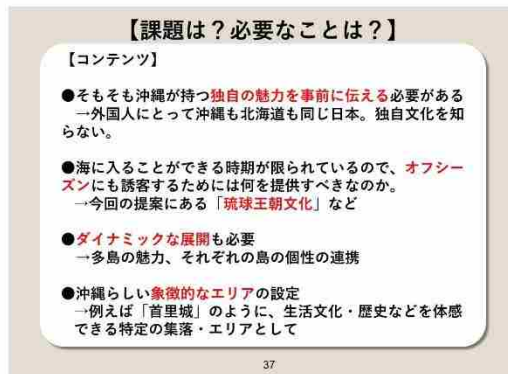 【課題は？必要なことは？】
【コンテンツ】
●そもそも沖縄が持つ独自の魅力を事前に伝える必要がある
→外国人にとって沖縄も北海道も同じ日本。独自文化を知
らない。
●海に入ることができる時期が限られているので、オフシー
ズンにも誘客するためには何を提供すべきなのか。
→今回の提案にある「琉球王朝文化」など
●ダイナミックな展開も必要
→多島の魅力、それぞれの島の個性の連携
●沖縄らしい象徴的なエリアの設定
→例えば「首里城」のように、生活文化・歴史などを体感
できる特定の集落・エリアとして
37